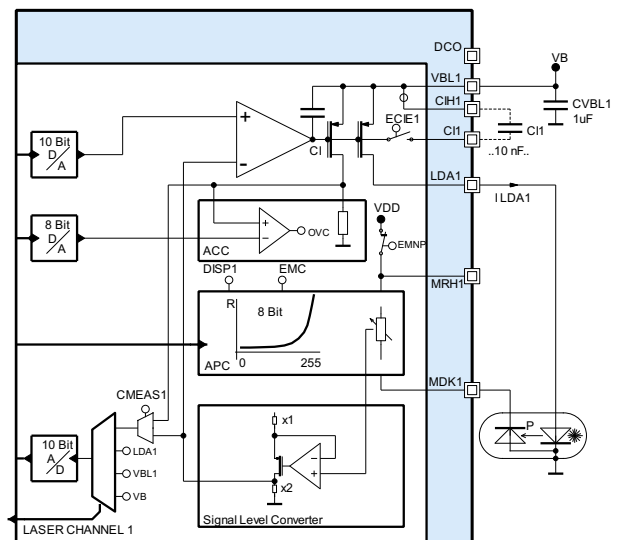 DCO
VB
VBL1
CIH1
CVBL1
1uF
ECIE1
CI1
CI1
..10 nF..
CI
10 Bit
D/A
+
-
LDA1
I LDA1
8 Bit
D/A
+
-
OVC
ACC
VDD
EMNP
MRH1
DISP1
EMC
R
8 Bit
0
255
APC
MDK1
P
CMEAS1
10 Bit
A/D
LDA1
VBL1
VB
x1
-
+
x2
Signal Level Converter
LASER CHANNEL 1